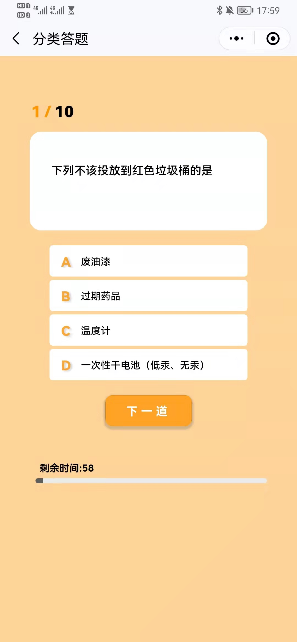 17:59
分类答题
1 / 10
下列不该投放到红色垃圾桶的是
A 废油漆
B 过期药品
C 温度计
D 一次性干电池（低汞、无汞）
下一道
剩余时间:58